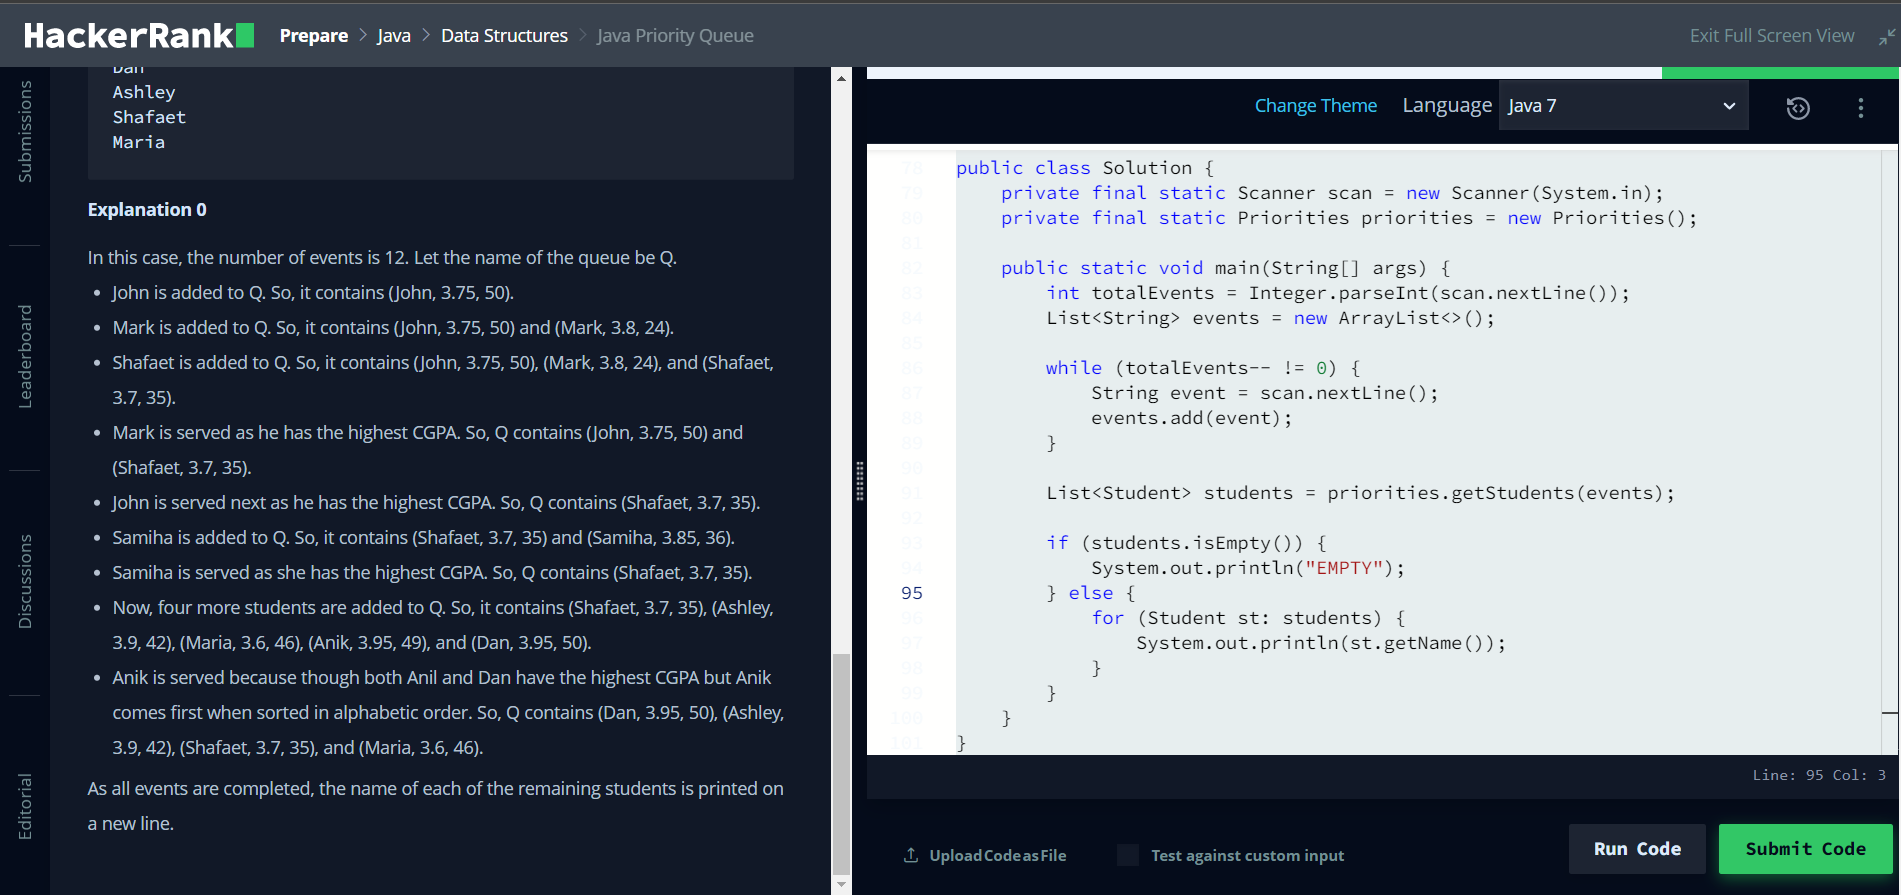 HackerRank
Prepare > Java > Data Structures > Java Priority Queue
Exit Full Screen View
Submissions
Leaderboard
Discussions
Editorial
Dan
Ashley
Shafaet
Maria
Explanation 0
In this case, the number of events is 12. Let the name of the queue be Q.
• John is added to Q. So, it contains (John, 3.75, 50).
• Mark is added to Q. So, it contains (John, 3.75, 50) and (Mark, 3.8, 24).
• Shafaet is added to Q. So, it contains (John, 3.75, 50), (Mark, 3.8, 24), and (Shafaet,
3.7, 35).
• Mark is served as he has the highest CGPA. So, Q contains (John, 3.75, 50) and
(Shafaet, 3.7, 35).
• John is served next as he has the highest CGPA. So, Q contains (Shafaet, 3.7, 35).
• Samiha is added to Q. So, it contains (Shafaet, 3.7, 35) and (Samiha, 3.85, 36).
• Samiha is served as she has the highest CGPA. So, Q contains (Shafaet, 3.7, 35).
• Now, four more students are added to Q. So, it contains (Shafaet, 3.7, 35), (Ashley,
3.9, 42), (Maria, 3.6, 46), (Anik, 3.95, 49), and (Dan, 3.95, 50).
• Anik is served because though both Anil and Dan have the highest CGPA but Anik
comes first when sorted in alphabetic order. So, Q contains (Dan, 3.95, 50), (Ashley,
3.9, 42), (Shafaet, 3.7, 35), and (Maria, 3.6, 46).
As all events are completed, the name of each of the remaining students is printed on
a new line.
Change Theme Language Java 7
78 public class Solution {
79     private final static Scanner scan = new Scanner(System.in);
80     private final static Priorities priorities = new Priorities();
81
82     public static void main(String[] args) {
83         int totalEvents = Integer.parseInt(scan.nextLine());
84         List<String> events = new ArrayList<>();
85
86         while (totalEvents-- != 0) {
87             String event = scan.nextLine();
88             events.add(event);
89         }
90
91         List<Student> students = priorities.getStudents(events);
92
93         if (students.isEmpty()) {
94             System.out.println("EMPTY");
95         } else {
96             for (Student st: students) {
97                 System.out.println(st.getName());
98             }
99         }
100     }
101 }
Line: 95 Col: 3
Upload Code as File
Test against custom input
Run Code
Submit Code